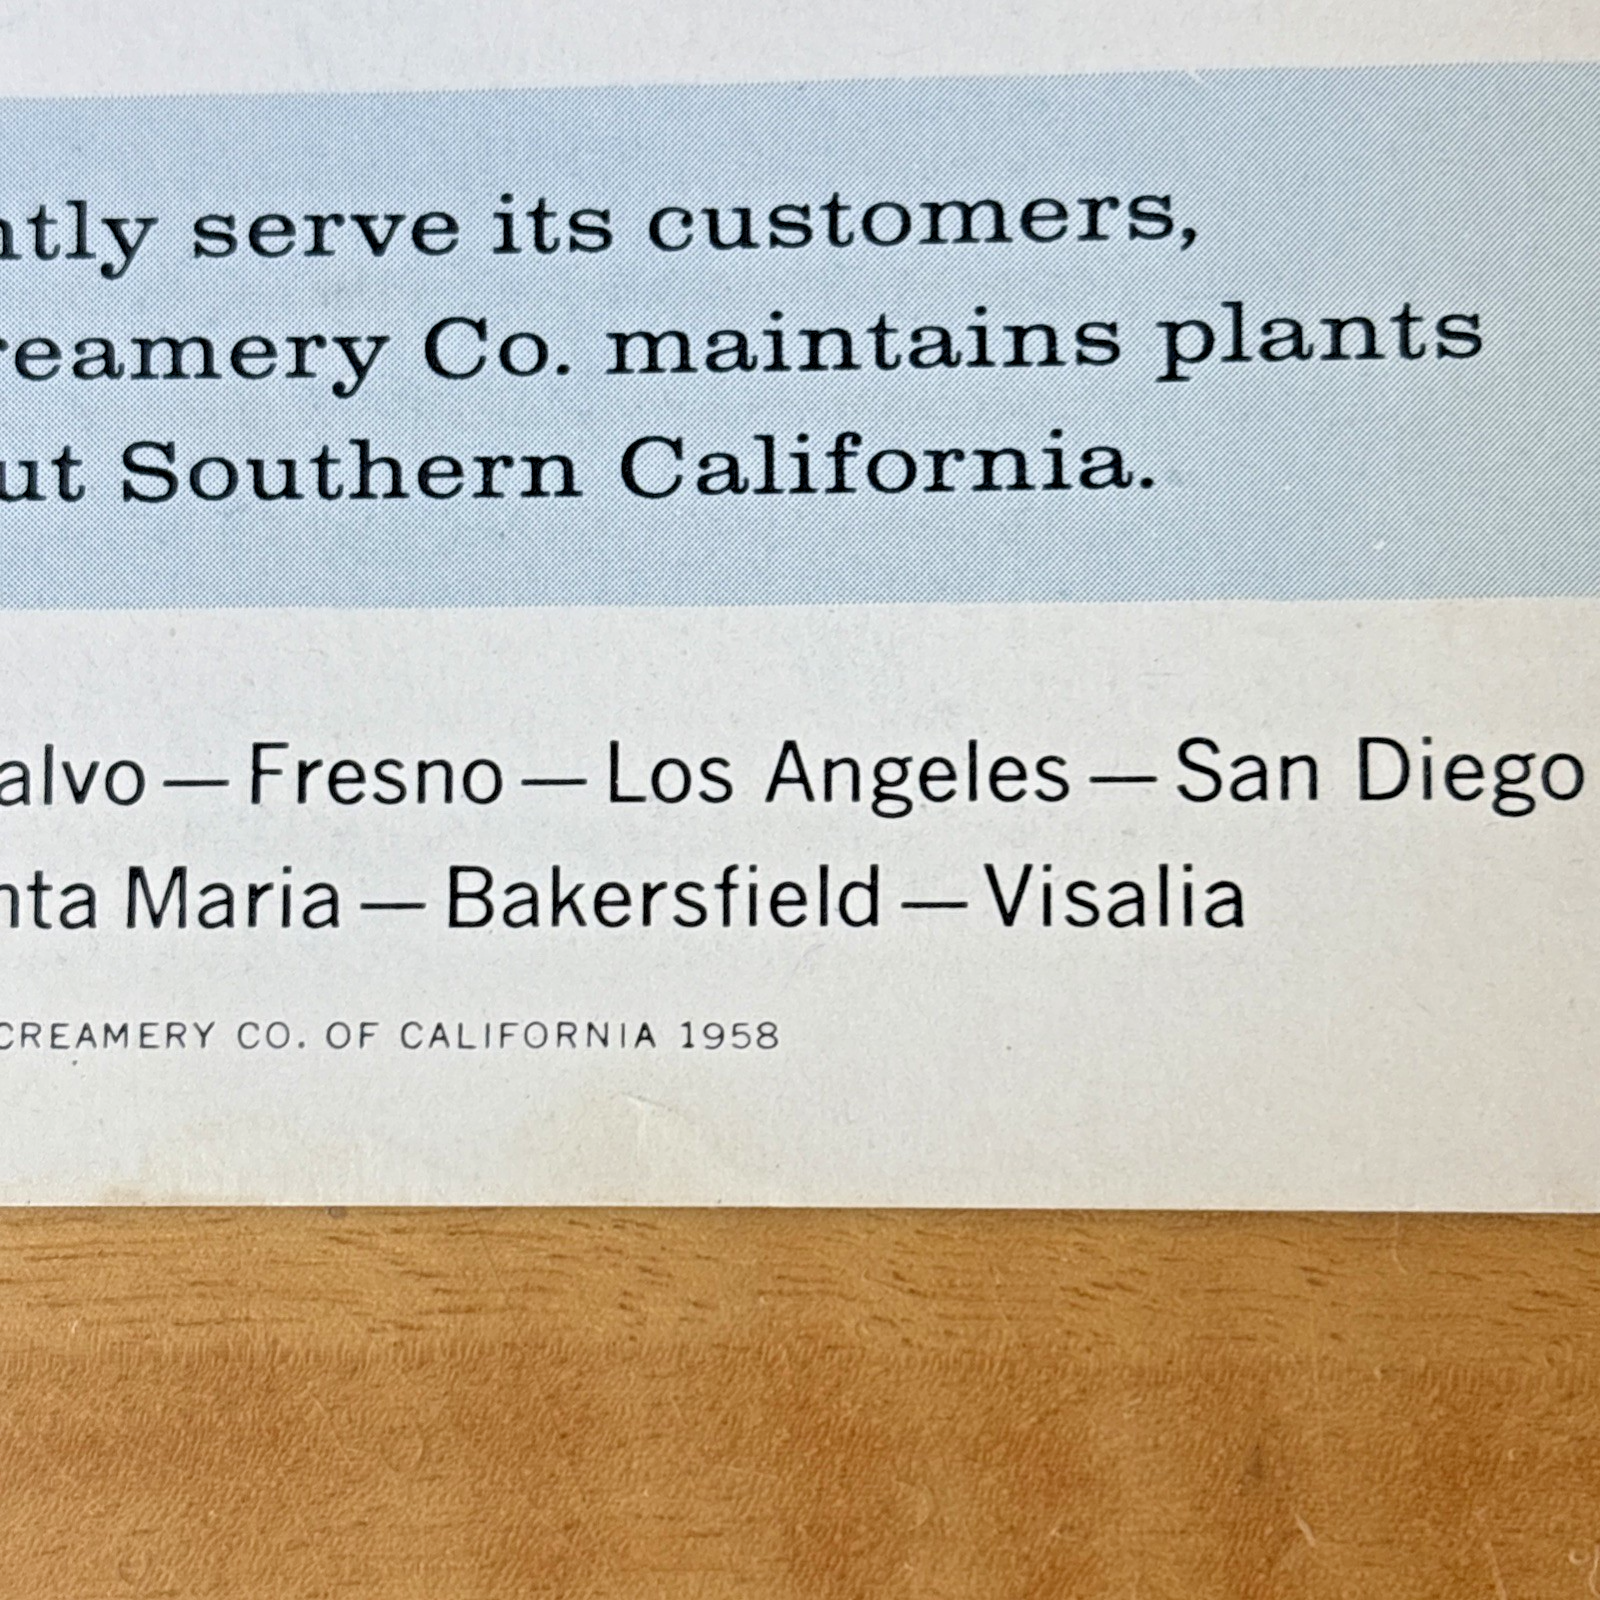 ntly serve its customers,
reamery Co. maintains plants
ut Southern California.
alvo — Fresno — Los Angeles — San Diego
nta Maria — Bakersfield — Visalia
CREAMERY CO. OF CALIFORNIA 1958